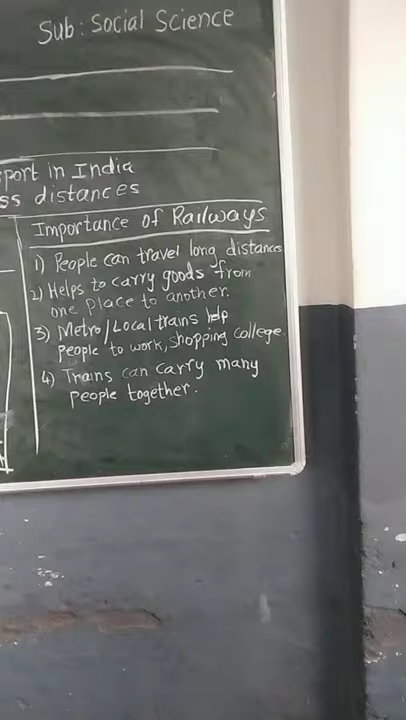 Sub: Social Science
port in India
ss distances
Importance of Railways
1) People can travel long distances
2) Helps to carry goods from
one place to another.
3) Metro/Local trains help
people to work, shopping college.
4) Trains can carry many
people together.